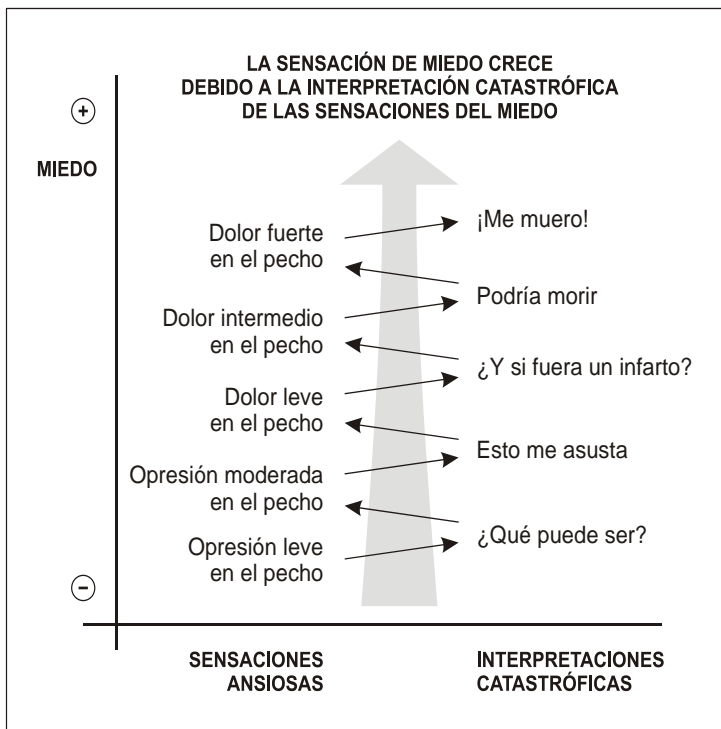 LA SENSACIÓN DE MIEDO CRECE
DEBIDO A LA INTERPRETACIÓN CATASTRÓFICA
DE LAS SENSACIONES DEL MIEDO
+
MIEDO
¡Me muero!
Dolor fuerte
en el pecho
Podría morir
Dolor intermedio
en el pecho
¿Y si fuera un infarto?
Dolor leve
en el pecho
Esto me asusta
Opresión moderada
en el pecho
¿Qué puede ser?
Opresión leve
en el pecho
−
SENSACIONES
ANSIOSAS
INTERPRETACIONES
CATASTRÓFICAS